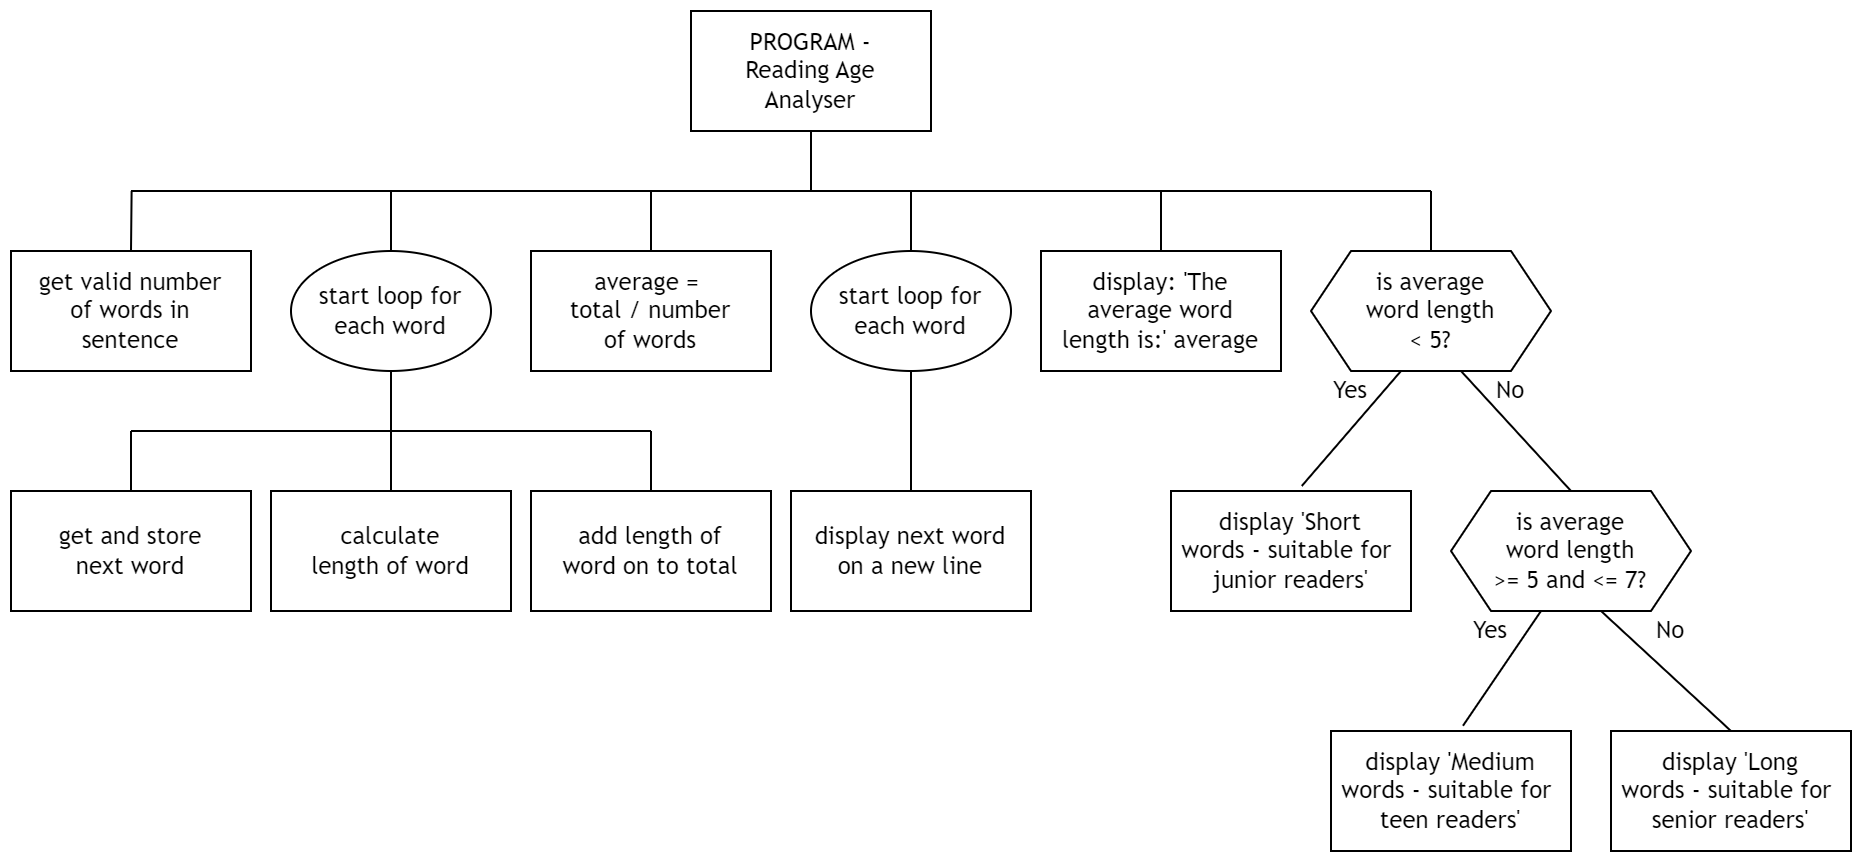 PROGRAM -
Reading Age
Analyser
get valid number
of words in
sentence
start loop for
each word
average =
total / number
of words
start loop for
each word
display: 'The
average word
length is:' average
is average
word length
< 5?
Yes
No
get and store
next word
calculate
length of word
add length of
word on to total
display next word
on a new line
display 'Short
words - suitable for
junior readers'
is average
word length
>= 5 and <= 7?
Yes
No
display 'Medium
words - suitable for
teen readers'
display 'Long
words - suitable for
senior readers'